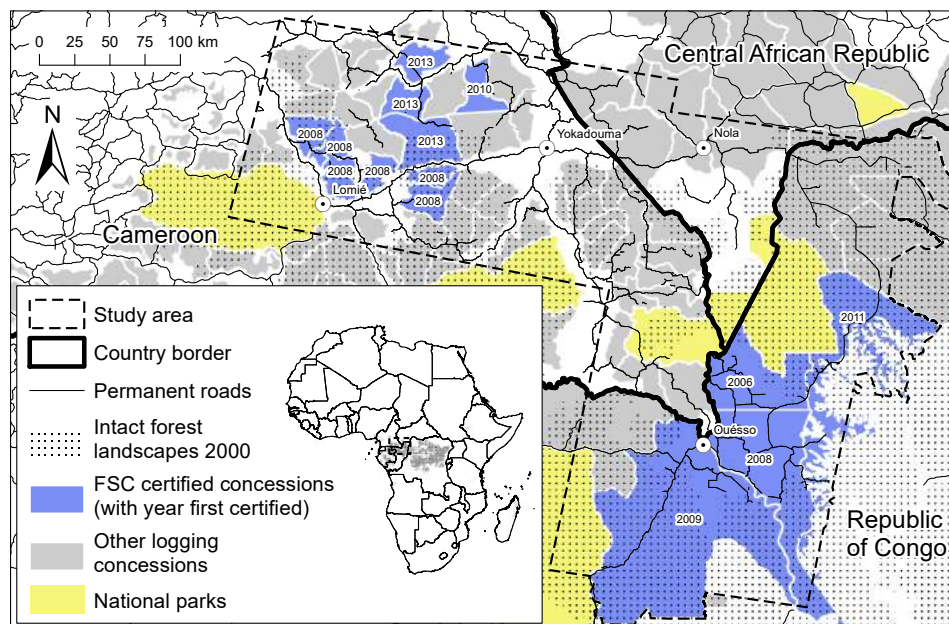 0 25 50 75 100 km
Central African Republic
N
2013
2010
2013
2008
2008
2013
Yokadouma
Nola
2008
2008
2008
Lomié
2008
Cameroon
Study area
Country border
Permanent roads
Intact forest
landscapes 2000
FSC certified concessions
(with year first certified)
Other logging
concessions
National parks
2011
2006
Ouésso
2008
2009
Republic
of Congo